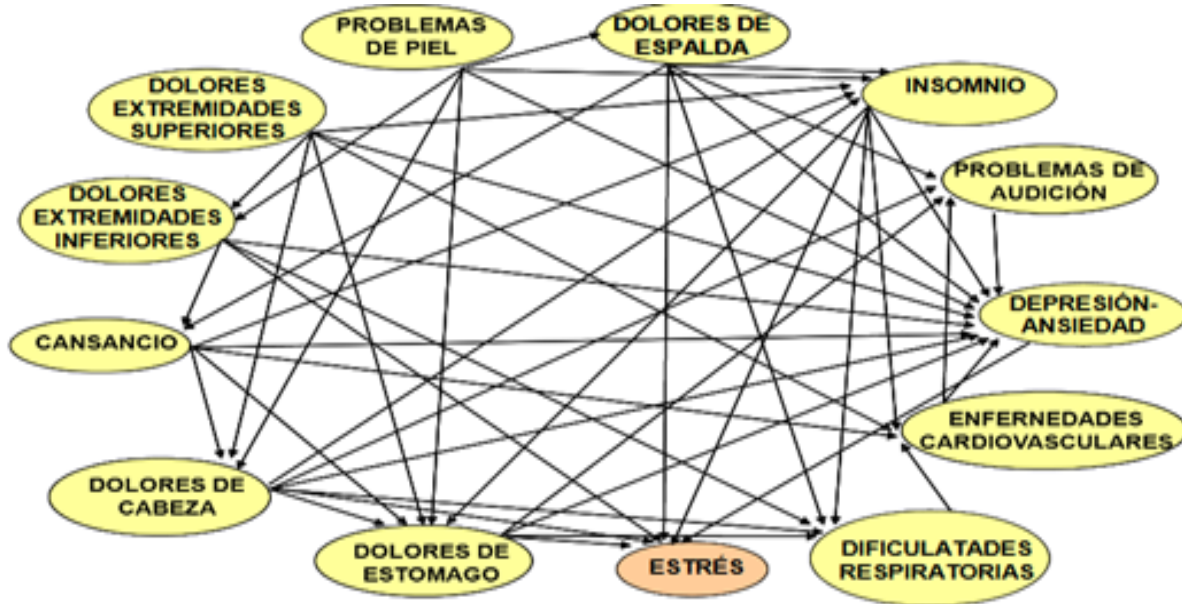 PROBLEMAS
DE PIEL
DOLORES DE
ESPALDA
DOLORES
EXTREMIDADES
SUPERIORES
INSOMNIO
PROBLEMAS DE
AUDICIÓN
DOLORES
EXTREMIDADES
INFERIORES
DEPRESIÓN-
ANSIEDAD
CANSANCIO
ENFERNEDADES
CARDIOVASCULARES
DOLORES DE
CABEZA
DOLORES DE
ESTOMAGO
ESTRÉS
DIFICULATADES
RESPIRATORIAS